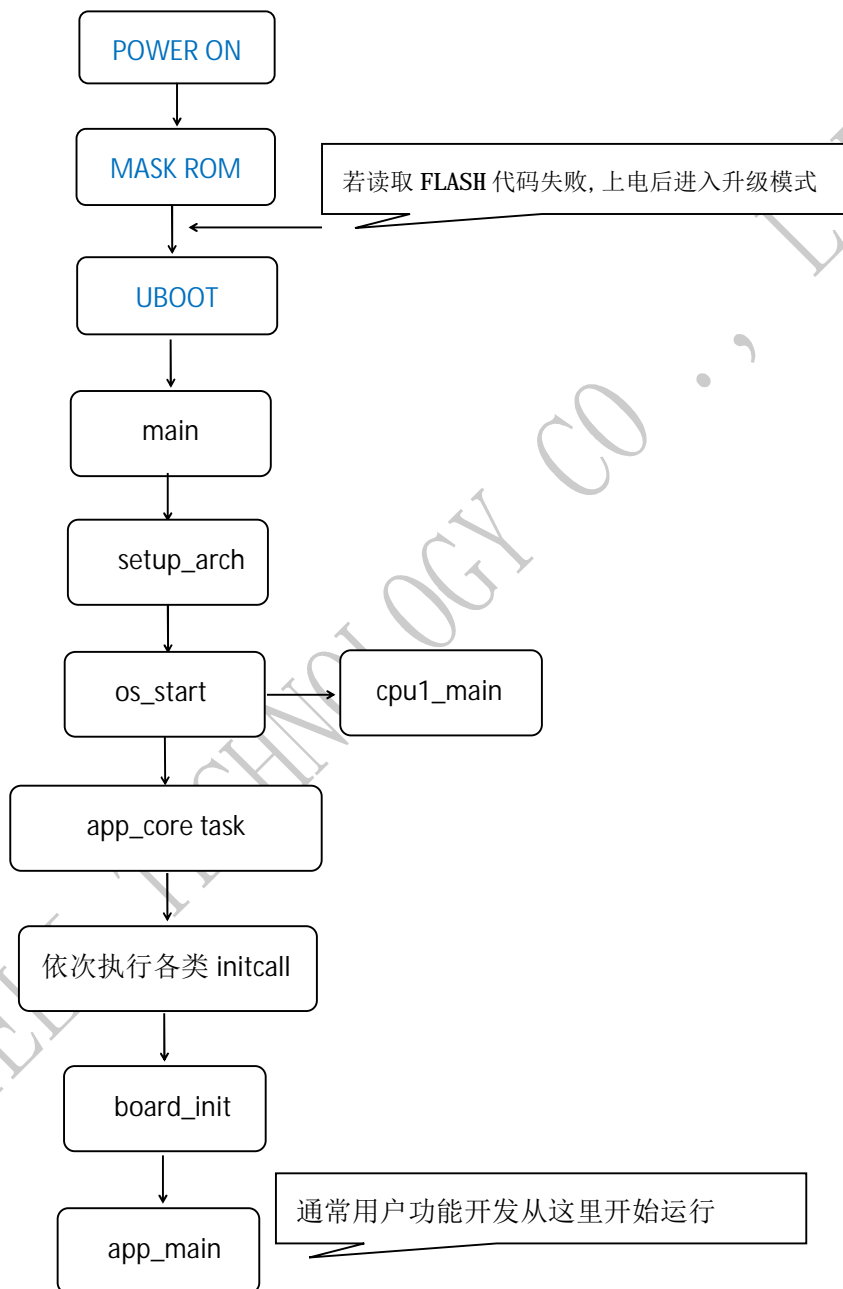 POWER ON
MASK ROM
若读取 FLASH 代码失败, 上电后进入升级模式
UBOOT
main
setup_arch
os_start
cpu1_main
app_core task
依次执行各类 initcall
board_init
通常用户功能开发从这里开始运行
app_main
TECHNOLOGY CO .,